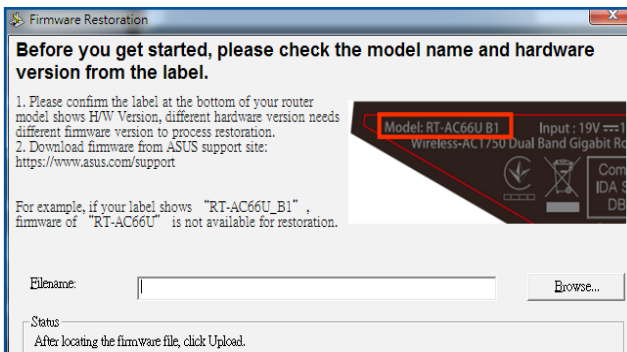 Firmware Restoration
Before you get started, please check the model name and hardware
version from the label.
1. Please confirm the label at the bottom of your router
model shows H/W Version, different hardware version needs
different firmware version to process restoration.
2. Download firmware from ASUS support site:
https://www.asus.com/support
For example, if your label shows “RT-AC66U_B1” ,
firmware of “RT-AC66U” is not available for restoration.
Model: RT-AC66U B1 Input : 19V
Wireless-AC1750 Dual Band Gigabit Ro
Com
IDA S
DB
Filename:
Browse...
Status
After locating the firmware file, click Upload.